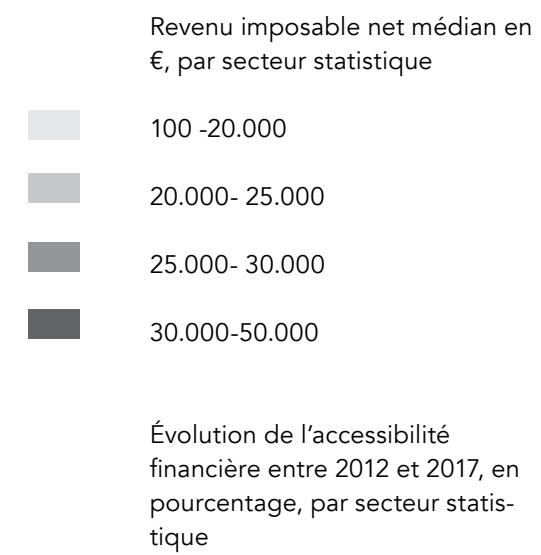 Revenu imposable net médian en
€, par secteur statistique
100 -20.000
20.000- 25.000
25.000- 30.000
30.000-50.000
Évolution de l'accessibilité
financière entre 2012 et 2017, en
pourcentage, par secteur statis-
tique